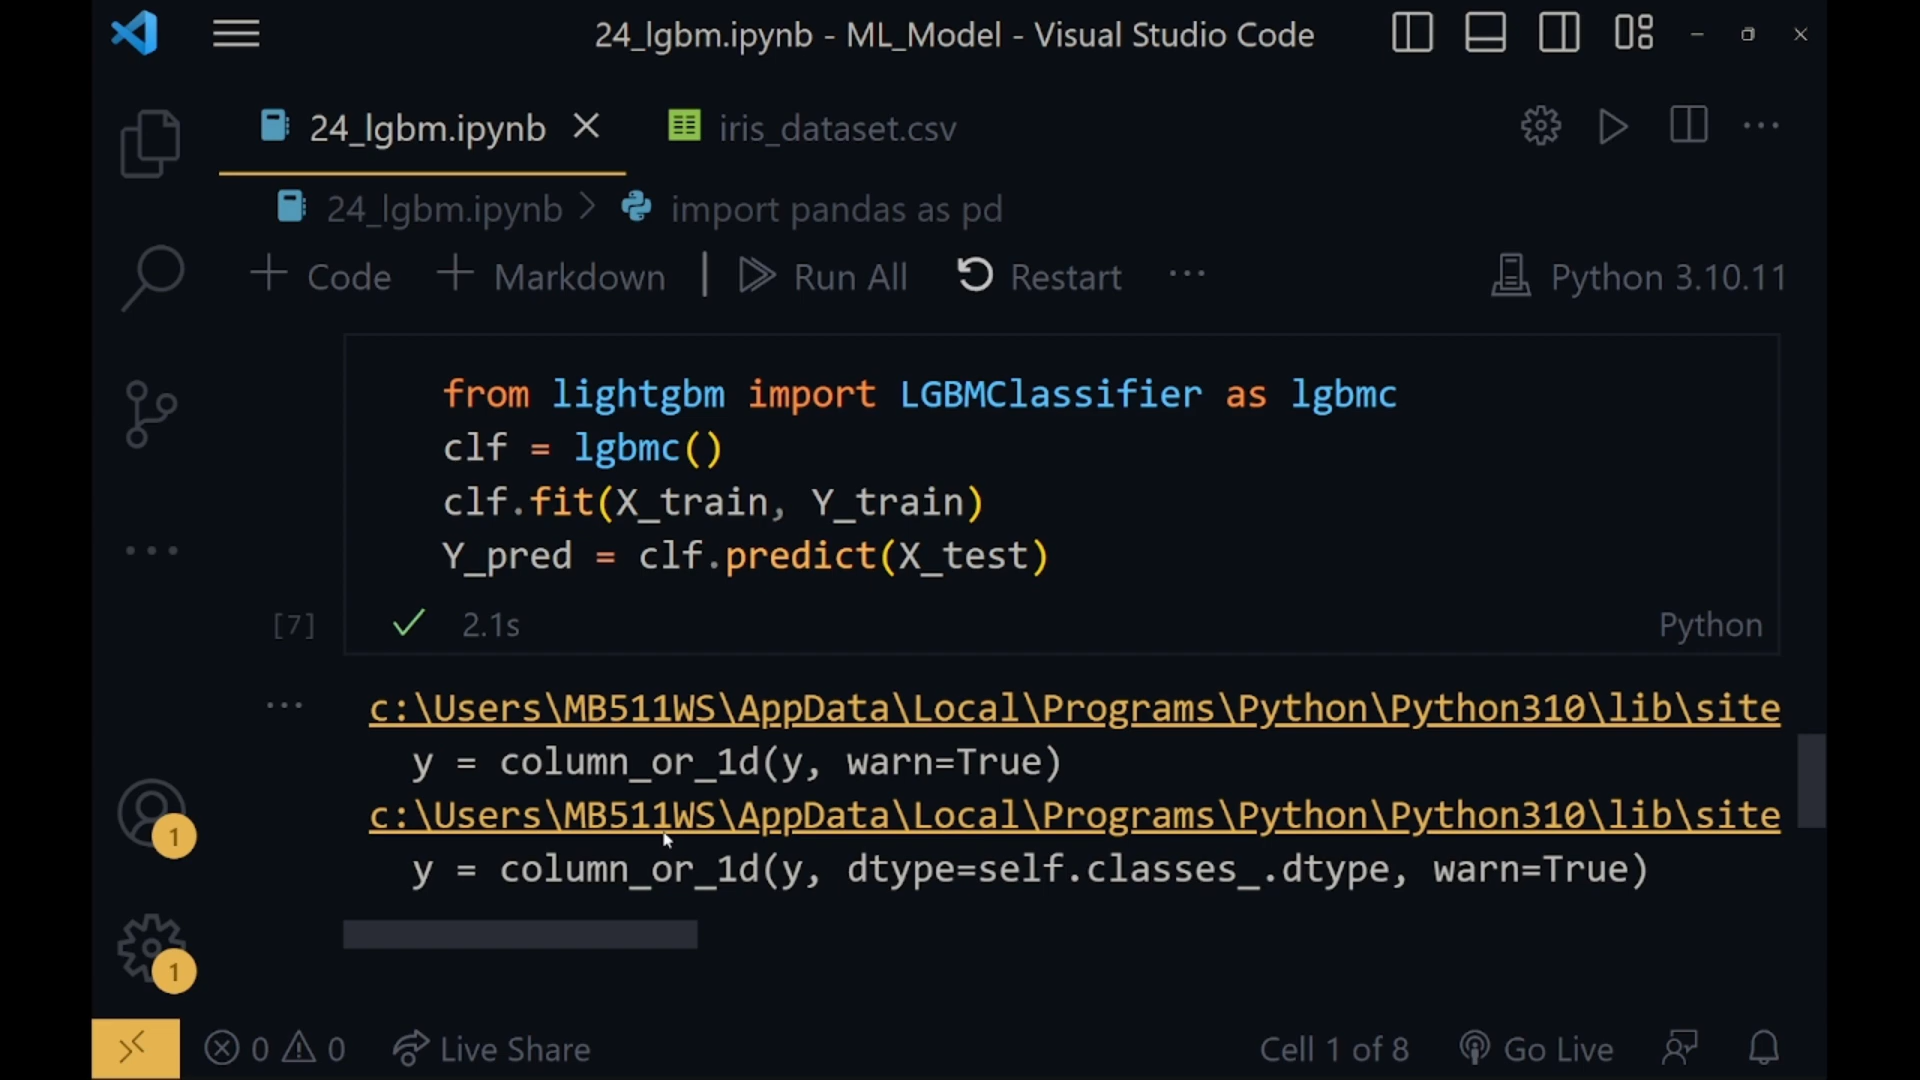 24_lgbm.ipynb - ML_Model - Visual Studio Code
24_lgbm.ipynb
iris_dataset.csv
24_lgbm.ipynb > import pandas as pd
+ Code + Markdown | Run All Restart ...
Python 3.10.11
from lightgbm import LGBMClassifier as lgbmc
clf = lgbmc()
clf.fit(X_train, Y_train)
Y_pred = clf.predict(X_test)
[7]
2.1s
Python
c:\Users\MB511WS\AppData\Local\Programs\Python\Python310\lib\site
y = column_or_1d(y, warn=True)
c:\Users\MB511WS\AppData\Local\Programs\Python\Python310\lib\site
y = column_or_1d(y, dtype=self.classes_.dtype, warn=True)
1
1
0 0 Live Share
Cell 1 of 8 Go Live